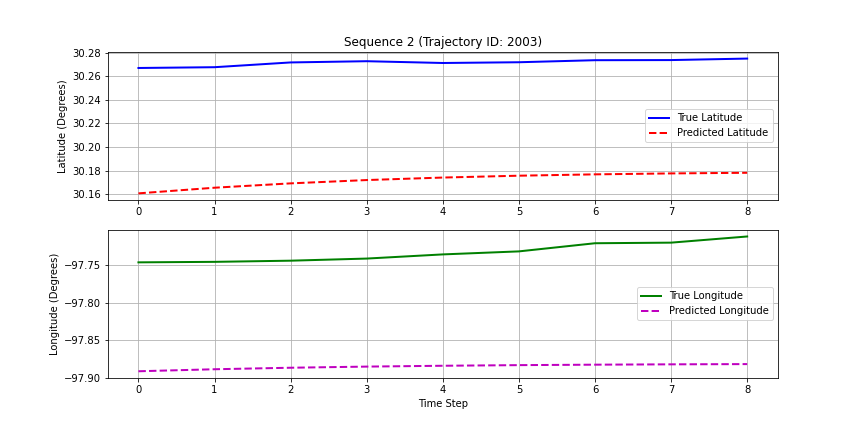 Sequence 2 (Trajectory ID: 2003)
Latitude (Degrees)
30.28
30.26
30.24
30.22
30.20
30.18
30.16
True Latitude
Predicted Latitude
0 1 2 3 4 5 6 7 8
Longitude (Degrees)
−97.75
−97.80
−97.85
−97.90
True Longitude
Predicted Longitude
0 1 2 3 4 5 6 7 8
Time Step